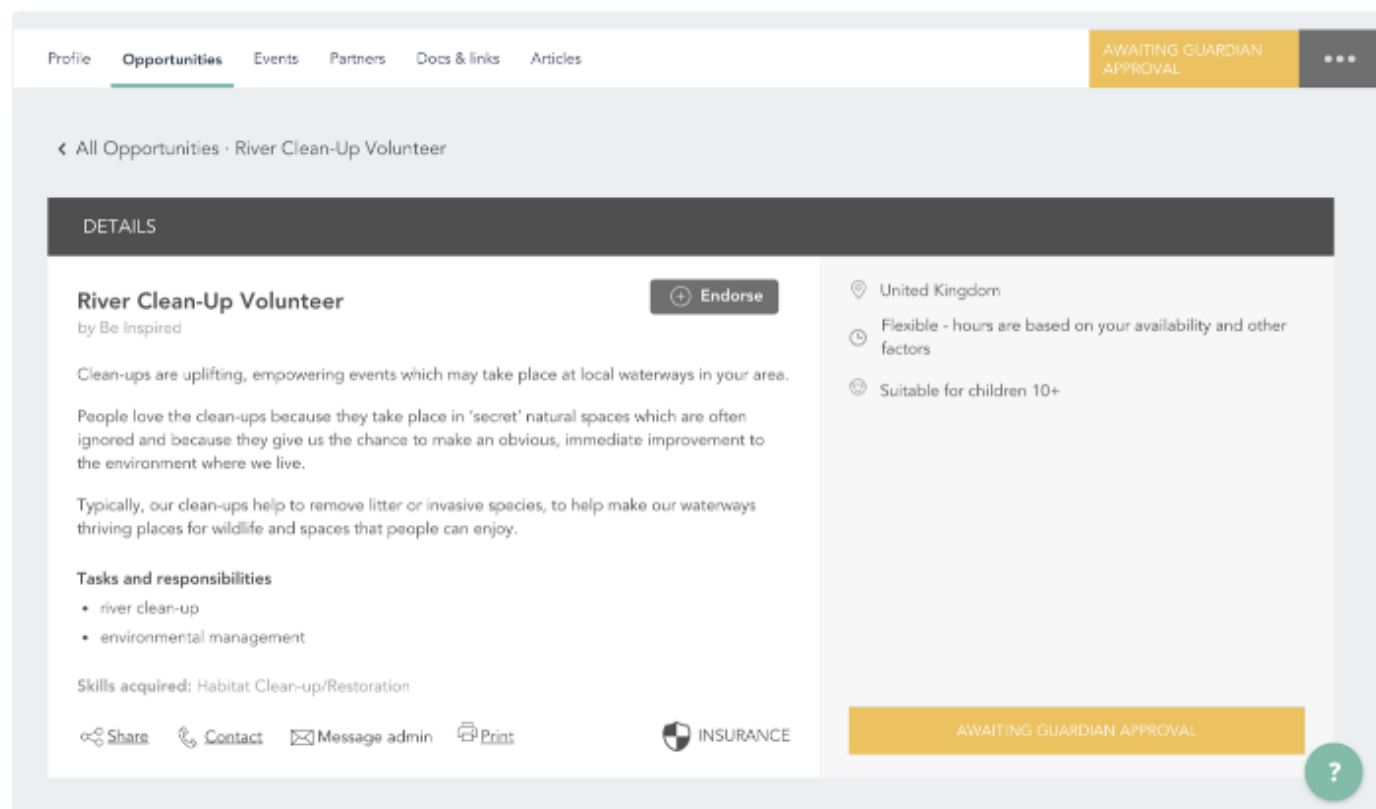 Profile Opportunities Events Partners Docs & links Articles
AWAITING GUARDIAN
APPROVAL
All Opportunities · River Clean-Up Volunteer
DETAILS
River Clean-Up Volunteer
Endorse
by Be Inspired
Clean-ups are uplifting, empowering events which may take place at local waterways in your area.
People love the clean-ups because they take place in 'secret' natural spaces which are often
ignored and because they give us the chance to make an obvious, immediate improvement to
the environment where we live.
Typically, our clean-ups help to remove litter or invasive species, to help make our waterways
thriving places for wildlife and spaces that people can enjoy.
Tasks and responsibilities
• river clean-up
• environmental management
Skills acquired: Habitat Clean-up/Restoration
Share Contact Message admin Print INSURANCE
United Kingdom
Flexible - hours are based on your availability and other
factors
Suitable for children 10+
AWAITING GUARDIAN APPROVAL
?